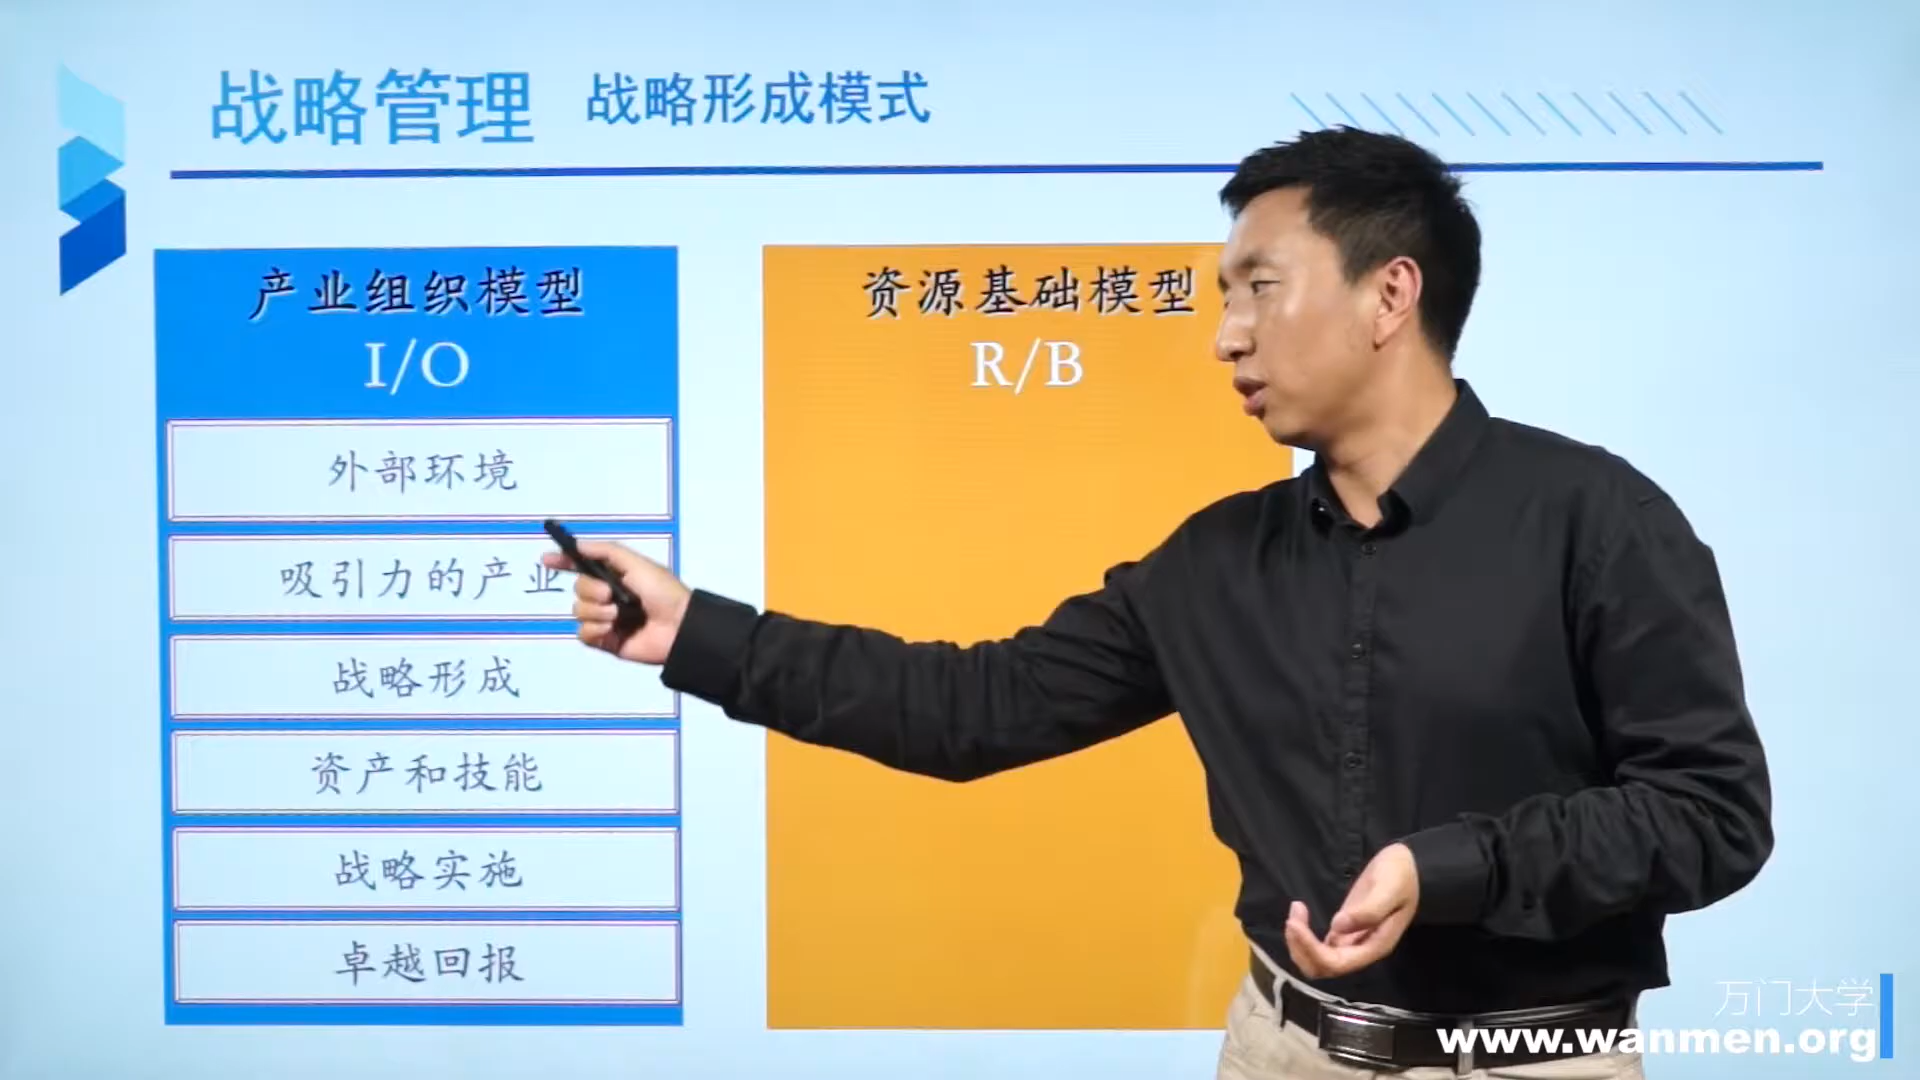 战略管理 战略形成模式
产业组织模型
I/O
外部环境
吸引力的产业
战略形成
资产和技能
战略实施
卓越回报
资源基础模型
R/B
万门大学
www.wanmen.org